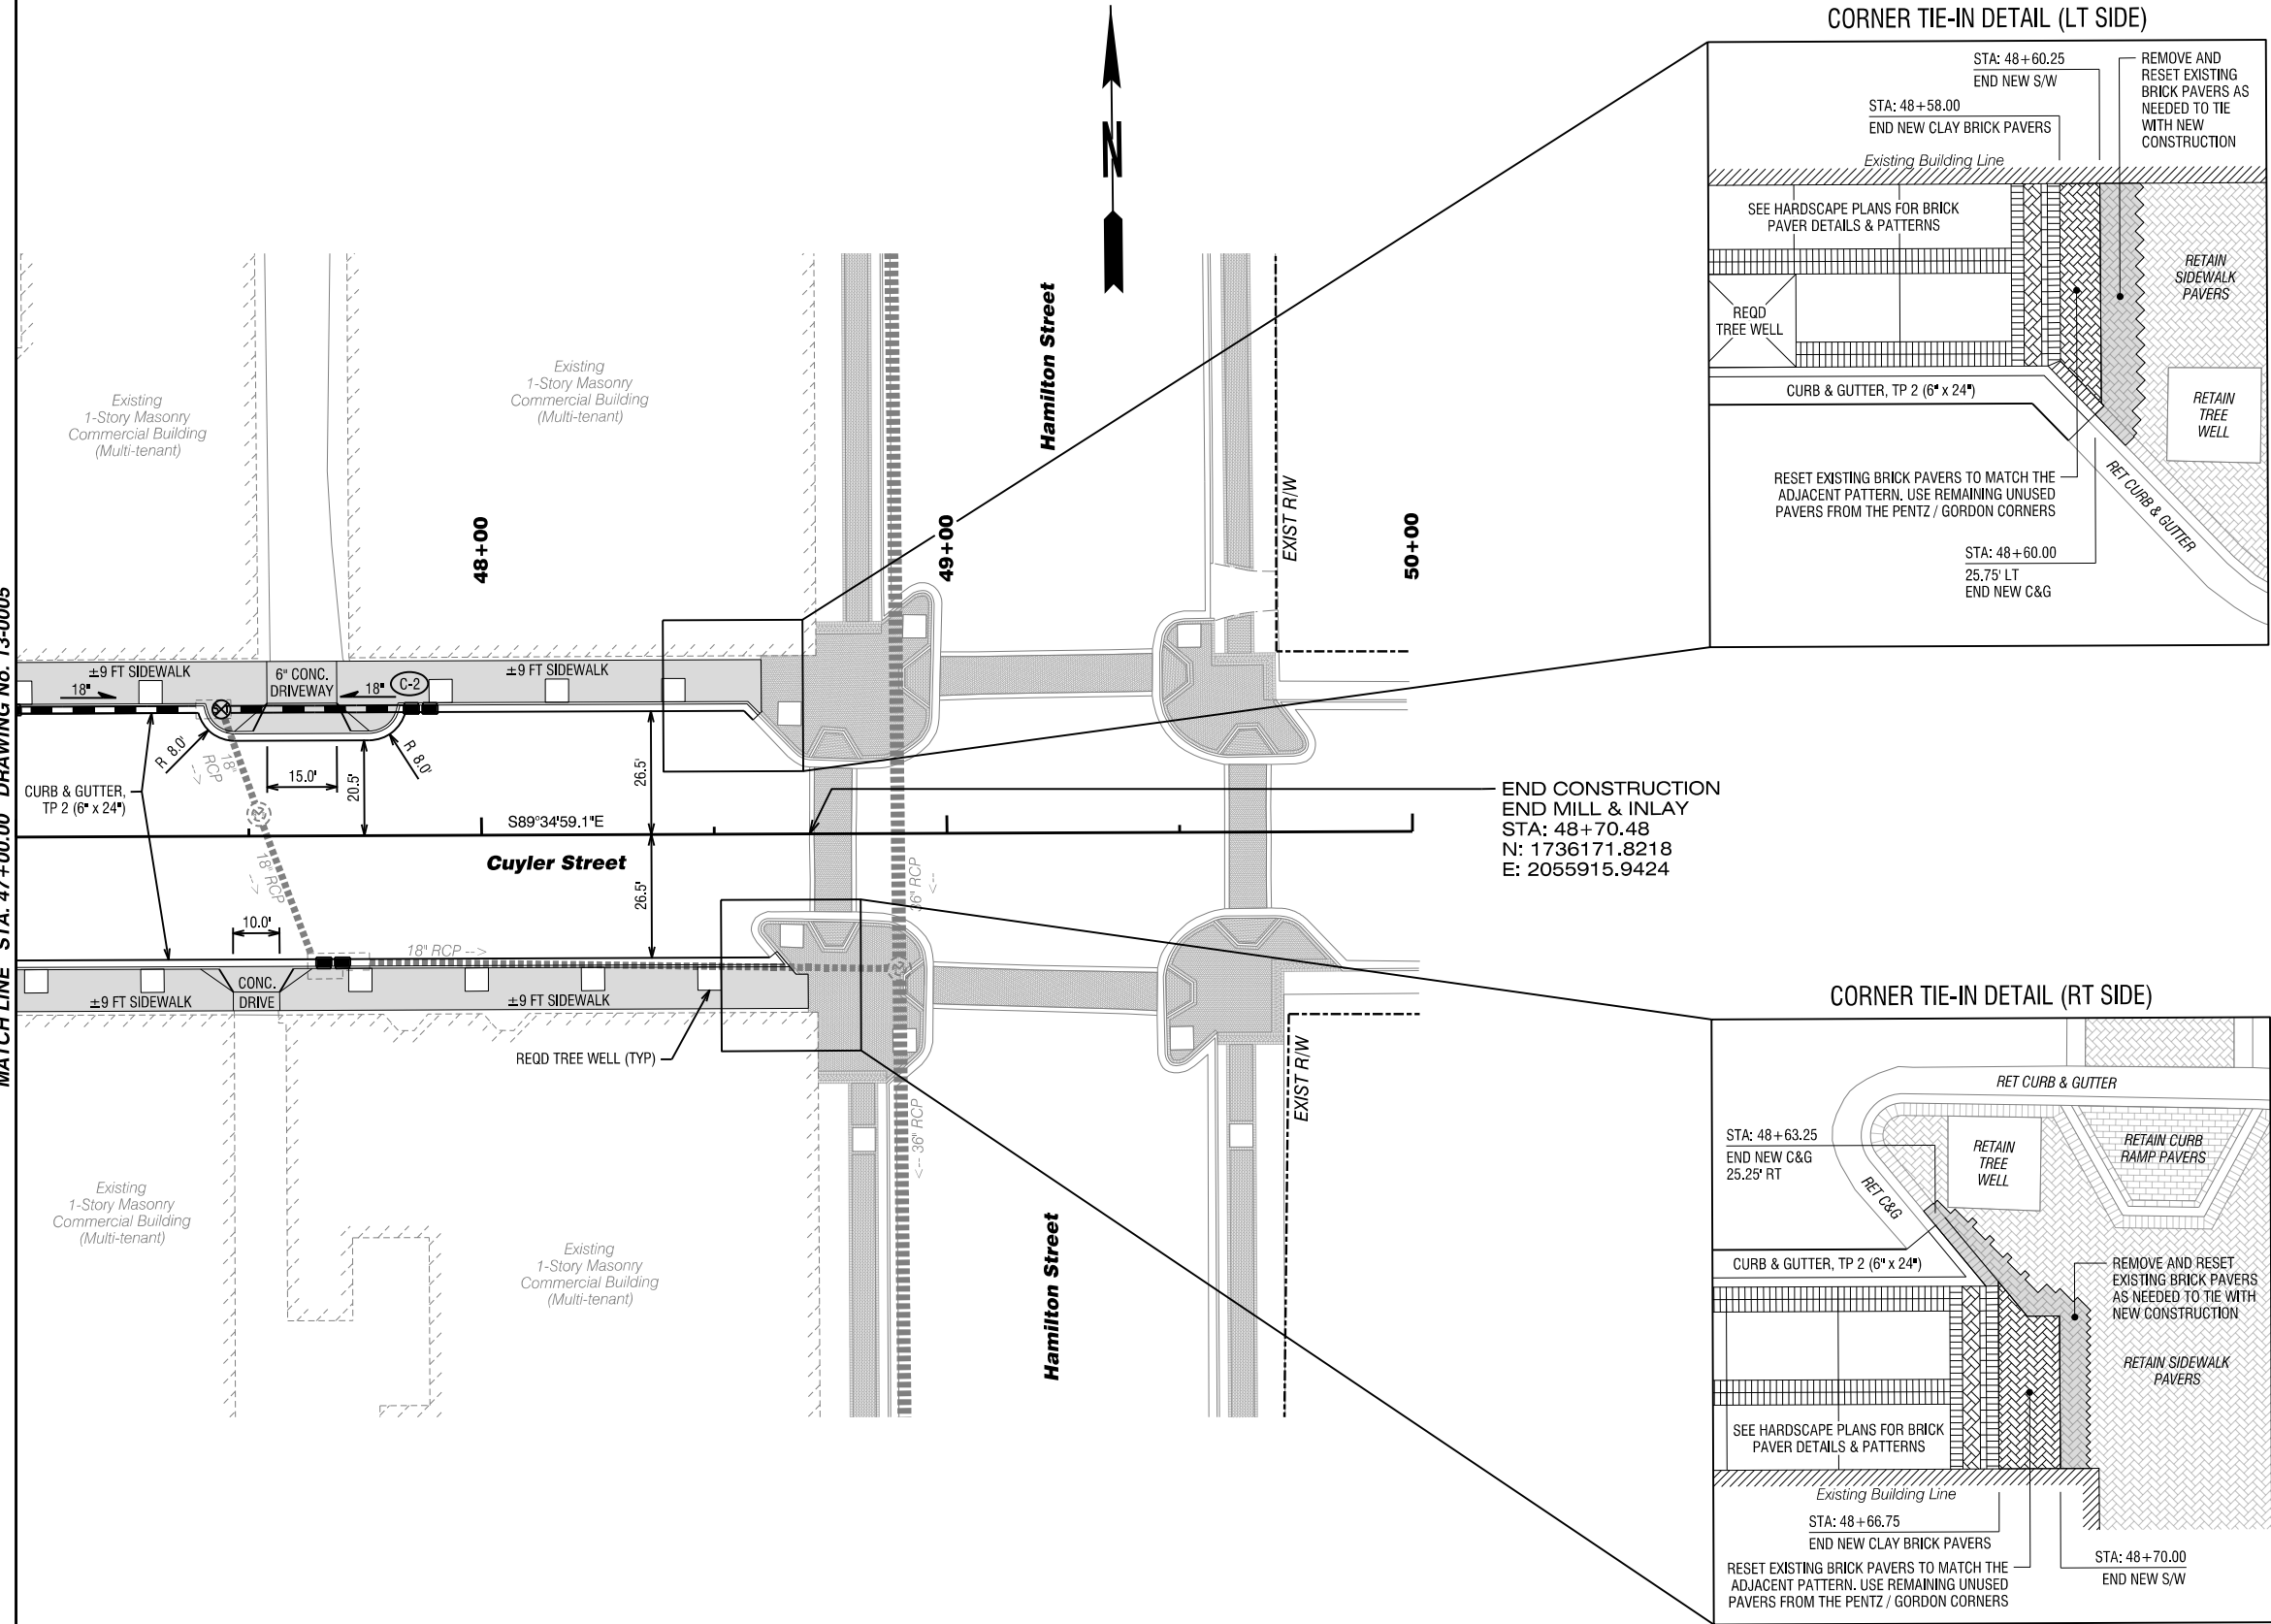 MATCH LINE STA. 47+00.00 DRAWING No. 13-0005
N
Hamilton Street
Existing
1-Story Masonry
Commercial Building
(Multi-tenant)
Existing
1-Story Masonry
Commercial Building
(Multi-tenant)
48+00
49+00
50+00
EXIST R/W
±9 FT SIDEWALK
18"
6" CONC.
DRIVEWAY
18"
C-2
±9 FT SIDEWALK
R 8.0'
18"
RCP
-->
15.0'
20.5'
R 8.0'
26.5'
CURB & GUTTER,
TP 2 (6" x 24")
S89°34'59.1"E
Cuyler Street
END CONSTRUCTION
END MILL & INLAY
STA: 48+70.48
N: 1736171.8218
E: 2055915.9424
18" RCP
-->
26.5'
36" RCP
<--
10.0'
18" RCP -->
CONC.
DRIVE
±9 FT SIDEWALK
±9 FT SIDEWALK
REQD TREE WELL (TYP)
EXIST R/W
<-- 36" RCP
Existing
1-Story Masonry
Commercial Building
(Multi-tenant)
Existing
1-Story Masonry
Commercial Building
(Multi-tenant)
Hamilton Street
CORNER TIE-IN DETAIL (LT SIDE)
STA: 48+60.25
END NEW S/W
REMOVE AND
RESET EXISTING
BRICK PAVERS AS
NEEDED TO TIE
WITH NEW
CONSTRUCTION
STA: 48+58.00
END NEW CLAY BRICK PAVERS
Existing Building Line
SEE HARDSCAPE PLANS FOR BRICK
PAVER DETAILS & PATTERNS
RETAIN
SIDEWALK
PAVERS
REQD
TREE WELL
CURB & GUTTER, TP 2 (6" x 24")
RETAIN
TREE
WELL
RESET EXISTING BRICK PAVERS TO MATCH THE
ADJACENT PATTERN. USE REMAINING UNUSED
PAVERS FROM THE PENTZ / GORDON CORNERS
RET CURB & GUTTER
STA: 48+60.00
25.75' LT
END NEW C&G
CORNER TIE-IN DETAIL (RT SIDE)
RET CURB & GUTTER
STA: 48+63.25
END NEW C&G
25.25' RT
RETAIN
TREE
WELL
RETAIN CURB
RAMP PAVERS
RET C&G
CURB & GUTTER, TP 2 (6" x 24")
REMOVE AND RESET
EXISTING BRICK PAVERS
AS NEEDED TO TIE WITH
NEW CONSTRUCTION
RETAIN SIDEWALK
PAVERS
SEE HARDSCAPE PLANS FOR BRICK
PAVER DETAILS & PATTERNS
Existing Building Line
STA: 48+66.75
END NEW CLAY BRICK PAVERS
STA: 48+70.00
END NEW S/W
RESET EXISTING BRICK PAVERS TO MATCH THE
ADJACENT PATTERN. USE REMAINING UNUSED
PAVERS FROM THE PENTZ / GORDON CORNERS